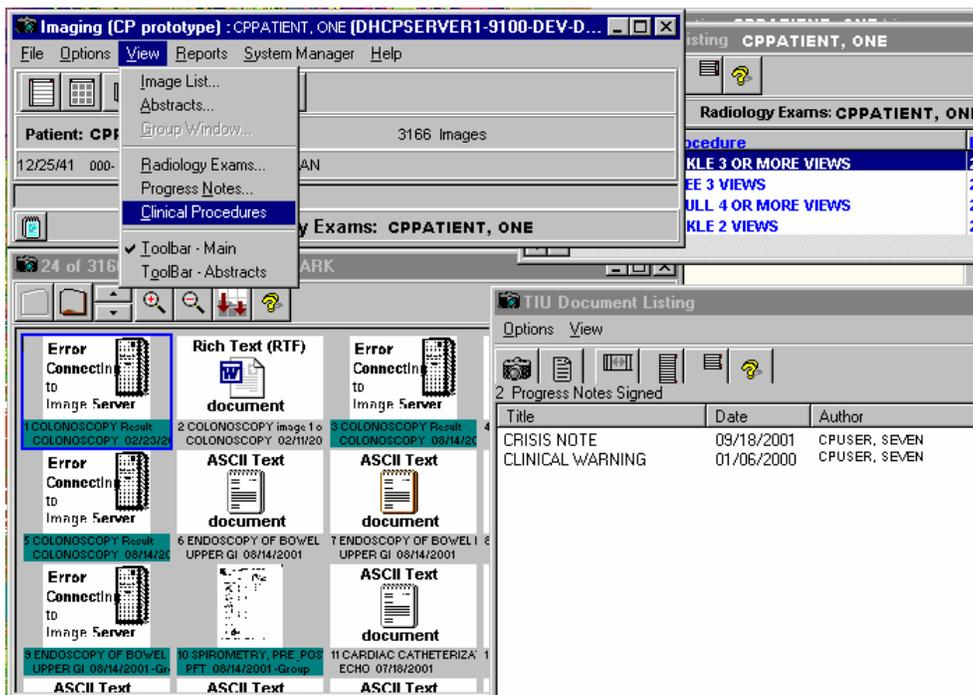 Imaging (CP prototype) : CPPATIENT, ONE (DHCPSERVER1-9100-DEV-D...
File Options View Reports System Manager Help
Image List...
Abstracts...
Group Window...
Radiology Exams...
Progress Notes...
Clinical Procedures
Toolbar - Main
ToolBar - Abstracts
Patient: CPP
3166 Images
12/25/41 000-
AN
y Exams: CPPATIENT, ONE
isting CPPATIENT, ONE
Radiology Exams: CPPATIENT, ON
ocedure
KLE 3 OR MORE VIEWS
EE 3 VIEWS
ULL 4 OR MORE VIEWS
KLE 2 VIEWS
24 of 316
ARK
Error Connectin to Image Server
1 COLONOSCOPY Result
COLONOSCOPY 02/23/20
Rich Text (RTF)
document
2 COLONOSCOPY image 1 o
COLONOSCOPY 02/11/20
Error Connectin to Image Server
3 COLONOSCOPY Result
COLONOSCOPY 08/14/20
Error Connectin to Image Server
5 COLONOSCOPY Result
COLONOSCOPY 08/14/20
ASCII Text
document
6 ENDOSCOPY OF BOWEL
UPPER GI 08/14/2001
ASCII Text
document
7 ENDOSCOPY OF BOWEL I
UPPER GI 08/14/2001
Error Connectin to Image Server
9 ENDOSCOPY OF BOWEL
UPPER GI 08/14/2001 -Gr
10 SPIROMETRY, PRE_POS
PFT 08/14/2001 -Group
ASCII Text
document
11 CARDIAC CATHETERIZA
ECHO 07/18/2001
ASCII Text
ASCII Text
ASCII Text
TIU Document Listing
Options View
2 Progress Notes Signed
Title Date Author
CRISIS NOTE 09/18/2001 CPUSER, SEVEN
CLINICAL WARNING 01/06/2000 CPUSER, SEVEN